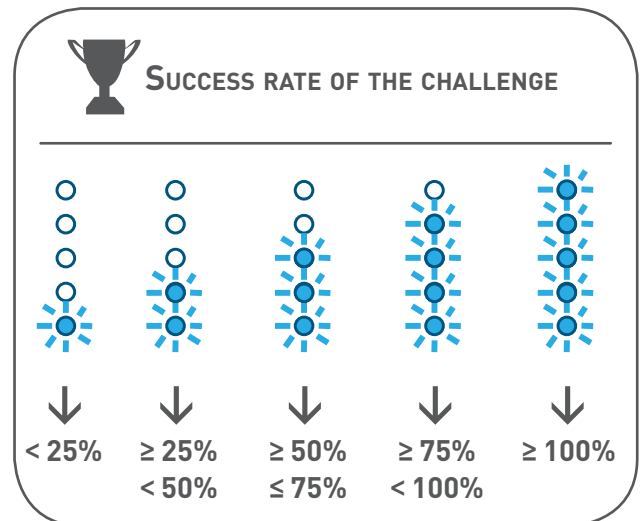 Success rate of the challenge
< 25% ≥ 25% ≥ 50% ≥ 75% ≥ 100%
< 50% ≤ 75% < 100%